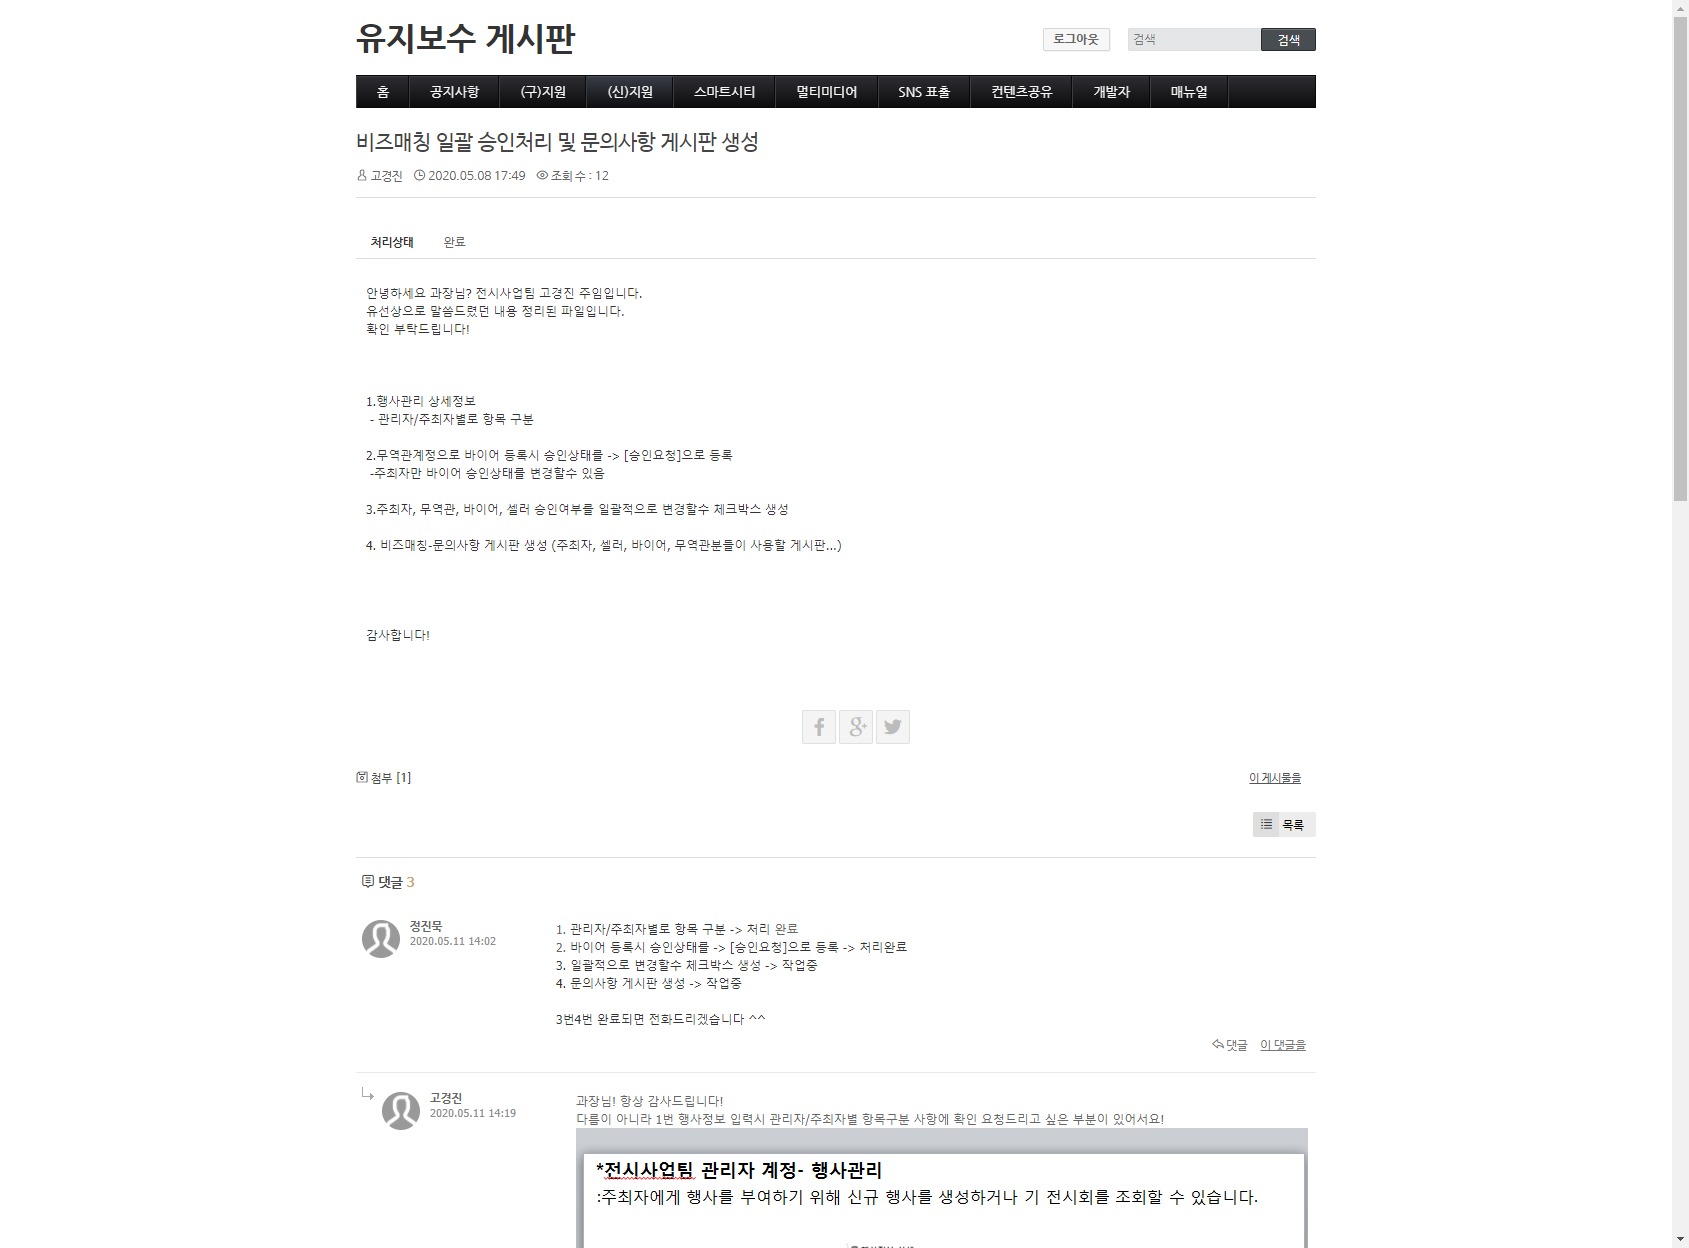 유지보수 게시판
로그아웃 검색 검색
홈 공지사항 (구)지원 (신)지원 스마트시티 멀티미디어 SNS 표출 컨텐츠공유 개발자 매뉴얼
비즈매칭 일괄 승인처리 및 문의사항 게시판 생성
고경진 2020.05.08 17:49 조회 수 : 12
처리상태 완료
안녕하세요 과장님? 전시사업팀 고경진 주임입니다.
유선상으로 말씀드렸던 내용 정리된 파일입니다.
확인 부탁드립니다!
1.행사관리 상세정보
- 관리자/주최자별로 항목 구분
2.무역관계정으로 바이어 등록시 승인상태를 -> [승인요청]으로 등록
-주최자만 바이어 승인상태를 변경할수 있음
3.주최자, 무역관, 바이어, 셀러 승인여부를 일괄적으로 변경할수 체크박스 생성
4. 비즈매칭-문의사항 게시판 생성 (주최자, 셀러, 바이어, 무역관분들이 사용할 게시판...)
감사합니다!
첨부 [1] 이 게시물을
목록
댓글 3
정진묵
2020.05.11 14:02
1. 관리자/주최자별로 항목 구분 -> 처리 완료
2. 바이어 등록시 승인상태를 -> [승인요청]으로 등록 -> 처리완료
3. 일괄적으로 변경할수 체크박스 생성 -> 작업중
4. 문의사항 게시판 생성 -> 작업중
3번4번 완료되면 전화드리겠습니다 ^^
댓글 이 댓글을
고경진
2020.05.11 14:19
과장님! 항상 감사드립니다!
다름이 아니라 1번 행사정보 입력시 관리자/주최자별 항목구분 사항에 확인 요청드리고 싶은 부분이 있어서요!
*전시사업팀 관리자 계정- 행사관리
:주최자에게 행사를 부여하기 위해 신규 행사를 생성하거나 기 전시회를 조회할 수 있습니다.